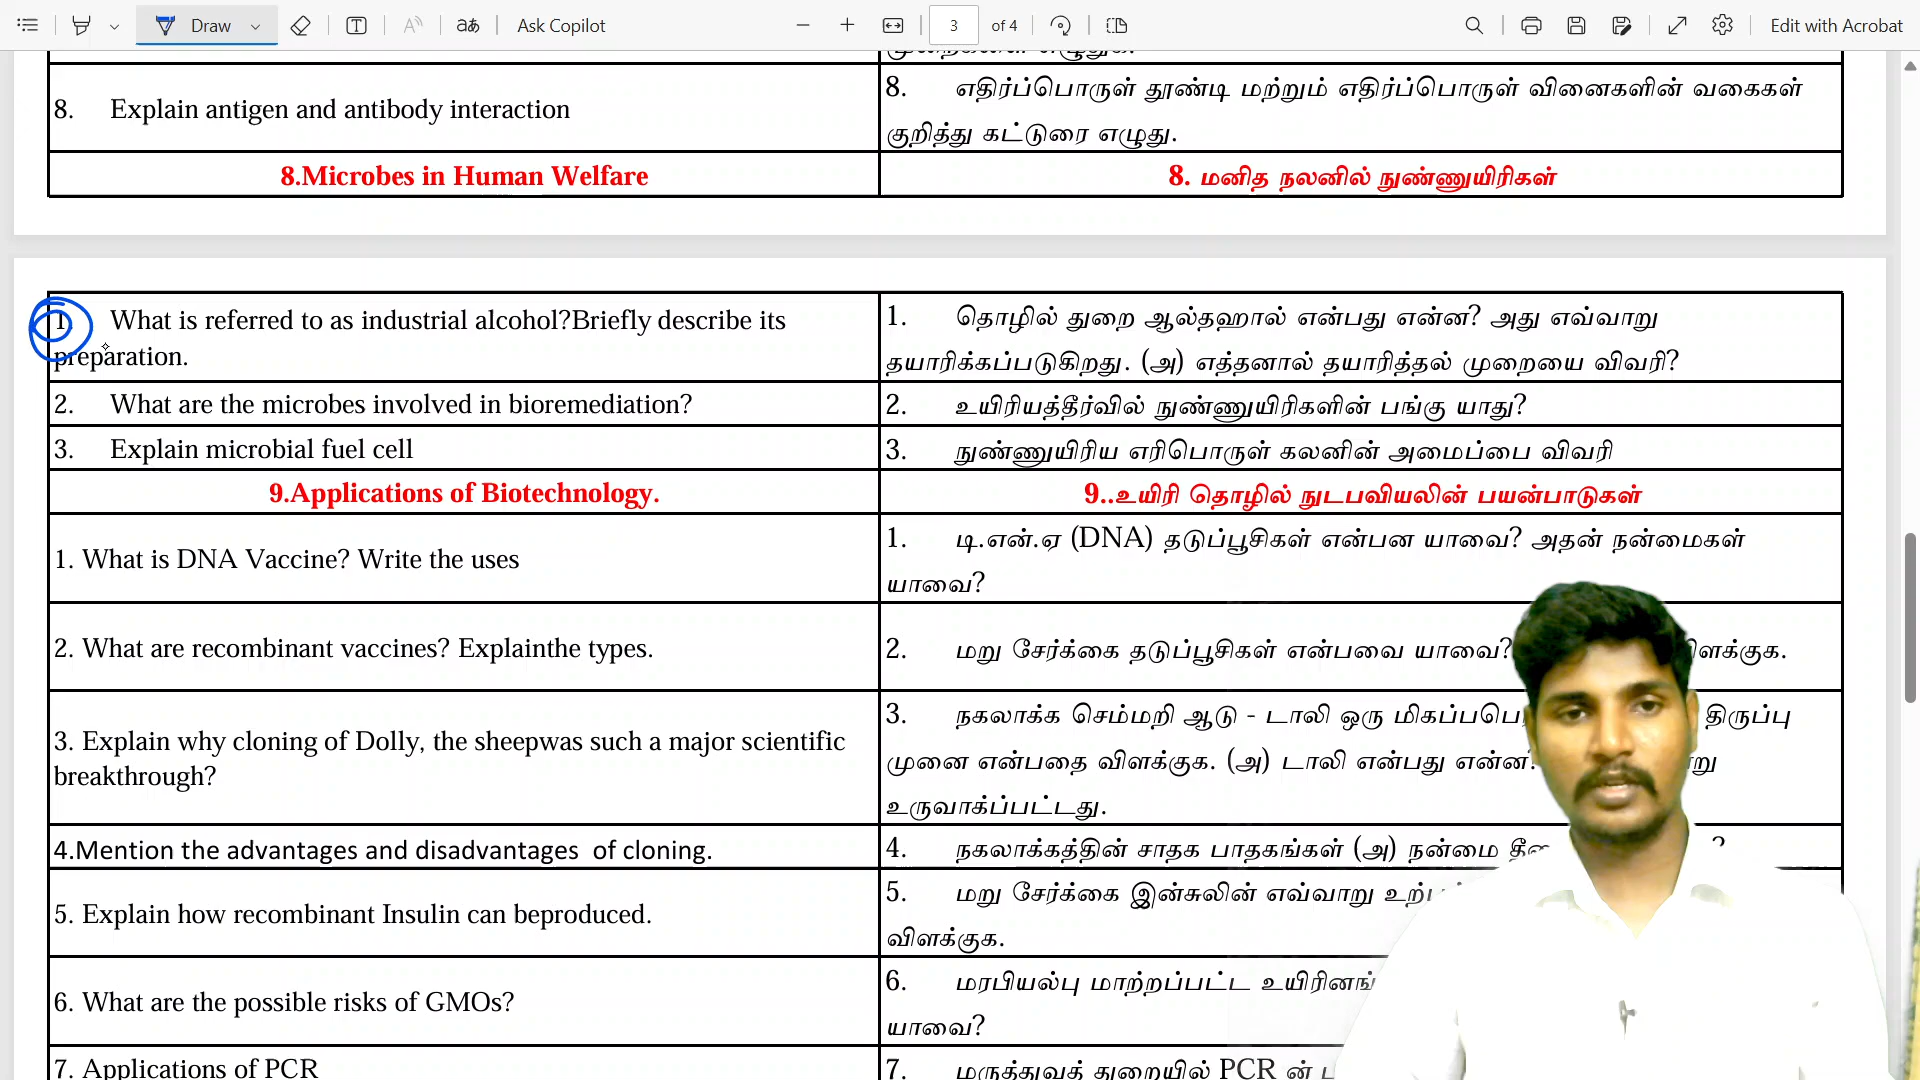 Draw
Ask Copilot
3 of 4
Edit with Acrobat
8. Explain antigen and antibody interaction
8. எதிர்ப்பொருள் தூண்டி மற்றும் எதிர்ப்பொருள் வினைகளின் வகைகள்
குறித்து கட்டுரை எழுது.
8.Microbes in Human Welfare
8. மனித நலனில் நுண்ணுயிரிகள்
1. What is referred to as industrial alcohol?Briefly describe its
preparation.
1. தொழில் துறை ஆல்தஹால் என்பது என்ன? அது எவ்வாறு
தயாரிக்கப்படுகிறது. (அ) எத்தனால் தயாரித்தல் முறையை விவரி?
2. What are the microbes involved in bioremediation?
2. உயிரியத்தீர்வில் நுண்ணுயிரிகளின் பங்கு யாது?
3. Explain microbial fuel cell
3. நுண்ணுயிரிய எரிபொருள் கலனின் அமைப்பை விவரி
9.Applications of Biotechnology.
9..உயிரி தொழில் நுடபவியலின் பயன்பாடுகள்
1. What is DNA Vaccine? Write the uses
1. டி.என்.ஏ (DNA) தடுப்பூசிகள் என்பன யாவை? அதன் நன்மைகள்
யாவை?
2. What are recombinant vaccines? Explainthe types.
2. மறு சேர்க்கை தடுப்பூசிகள் என்பவை யாவை?
3. Explain why cloning of Dolly, the sheepwas such a major scientific
breakthrough?
3. நகலாக்க செம்மறி ஆடு - டாலி ஒரு திருப்பு
முனை என்பதை விளக்குக. (அ) டாலி என்பது என்ன?
உருவாக்ப்பட்டது.
4.Mention the advantages and disadvantages of cloning.
4. நகலாக்கத்தின் சாதக பாதகங்கள் (அ) நன்மை
5. Explain how recombinant Insulin can beproduced.
5. மறு சேர்க்கை இன்சுலின் எவ்வாறு
விளக்குக.
6. What are the possible risks of GMOs?
6. மரபியல்பு மாற்றப்பட்ட
யாவை?
7. Applications of PCR
7. மருத்துவத் துறையில் PCR ன்